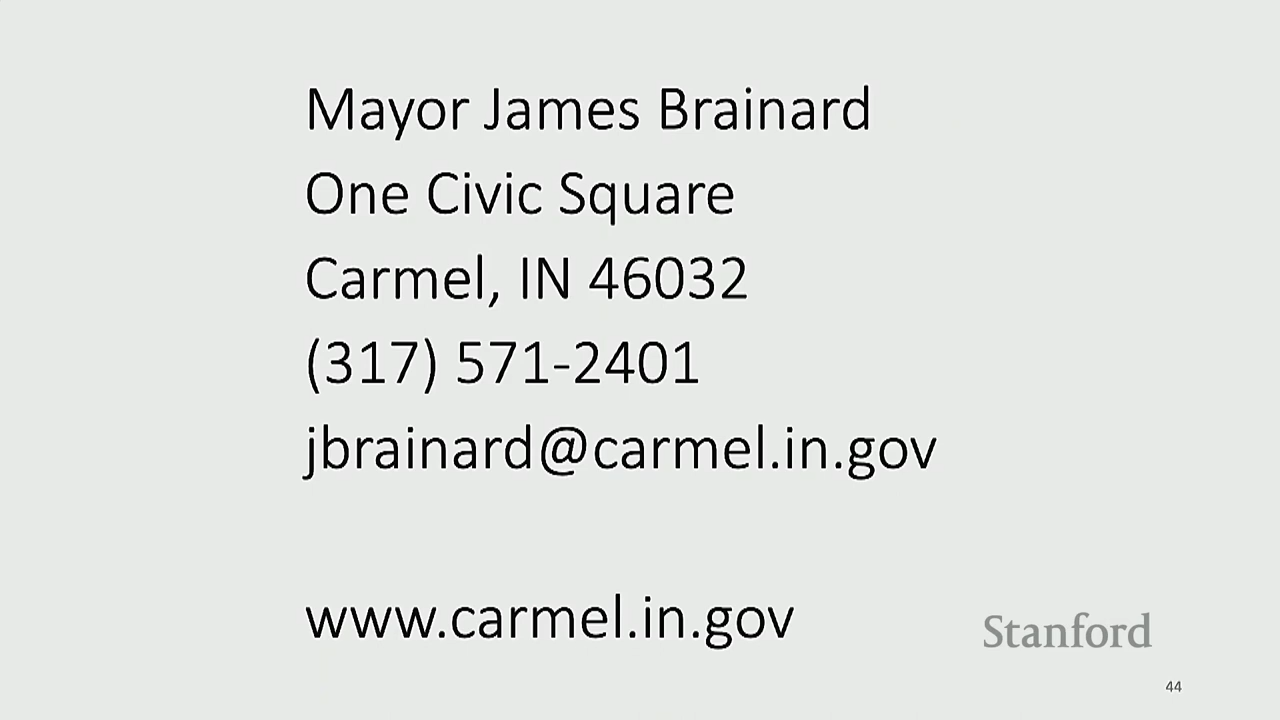 Mayor James Brainard
One Civic Square
Carmel, IN 46032
(317) 571-2401
jbrainard@carmel.in.gov
www.carmel.in.gov
Stanford
44